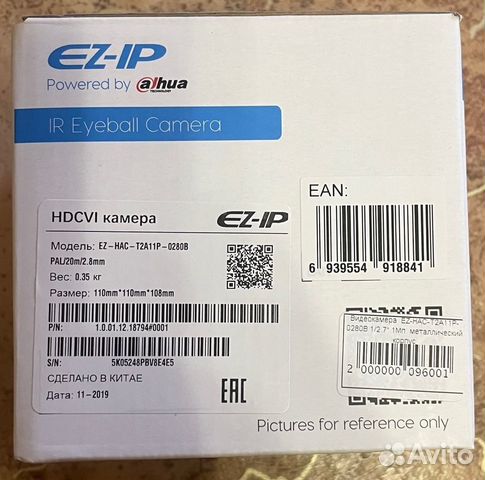 EZ-IP
Powered by alhua
TECHNOLOGY
IR Eyeball Camera
EAN:
6 939554 918841
HDCVI камера EZ-IP
Модель: EZ-HAC-T2A11P-0280B
PAL/20m/2.8mm
Вес: 0.35 кг
Размер: 110mm*110mm*108mm
P/N: 1.0.01.12.18794#0001
S/N: 5K05248PBV8E4E5
СДЕЛАНО В КИТАЕ
Дата: 11-2019
EAC
Видеокамера EZ-HAC-T2A11P-
0280B 1/2.7" 1Мп металлический
корпус
2 000000 096001
Pictures for reference only
Avito